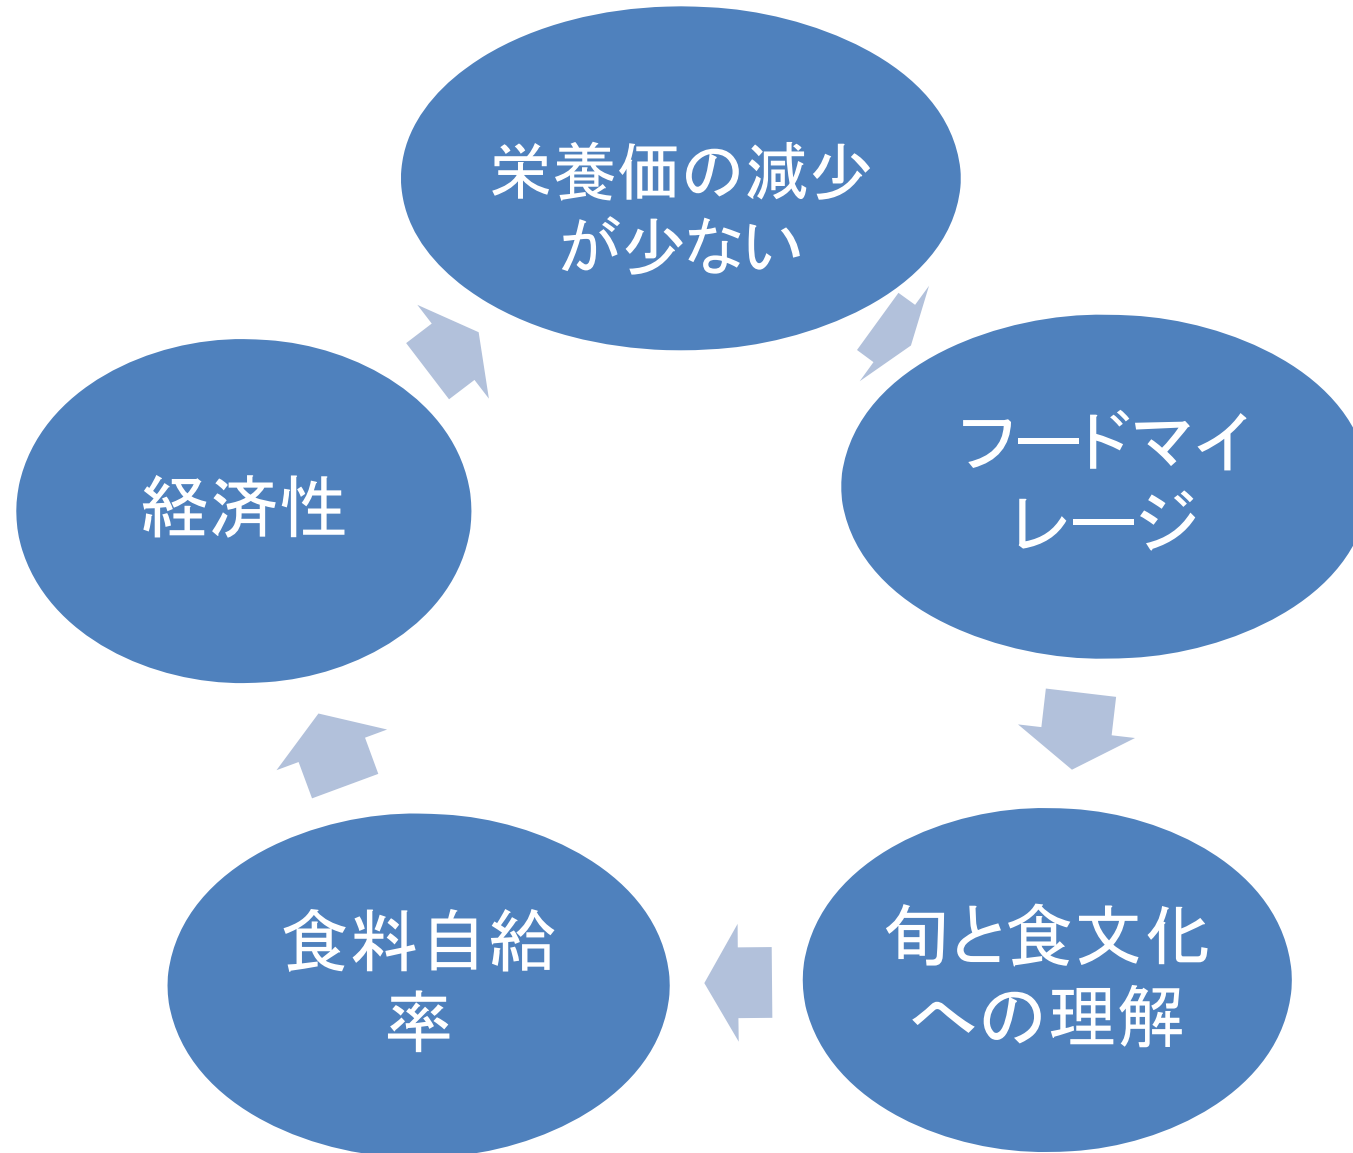 栄養価の減少
が少ない
フードマイ
レージ
旬と食文化
への理解
食料自給
率
経済性